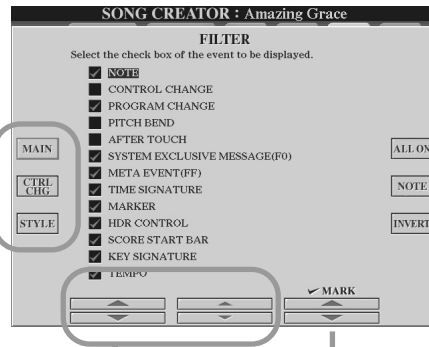 SONG CREATOR : Amazing Grace
FILTER
Select the check box of the event to be displayed.
NOTE
CONTROL CHANGE
PROGRAM CHANGE
PITCH BEND
AFTER TOUCH
SYSTEM EXCLUSIVE MESSAGE(F0)
META EVENT(FF)
TIME SIGNATURE
MARKER
HDR CONTROL
SCORE START BAR
KEY SIGNATURE
TEMPO
MAIN
CTRL
CHG
STYLE
ALL ON
NOTE
INVERT
MARK